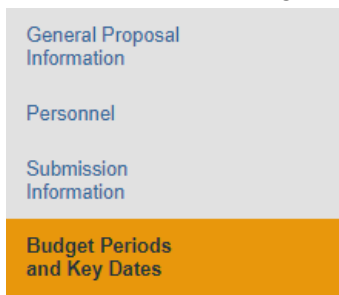 General Proposal
Information
Personnel
Submission
Information
Budget Periods
and Key Dates